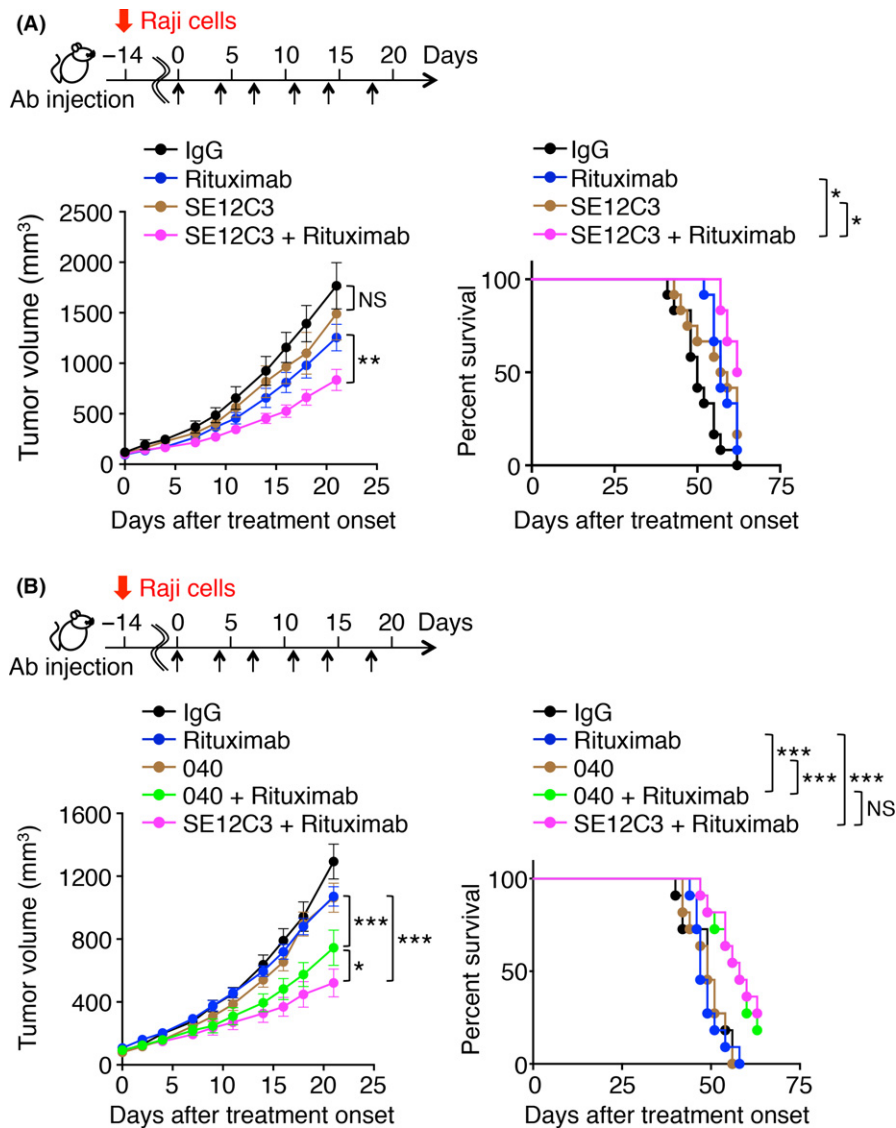 (A)
Raji cells
−14 0 5 10 15 20 Days
Ab injection
IgG
Rituximab
SE12C3
SE12C3 + Rituximab
2500
2000
1500
1000
500
0
Tumor volume (mm³)
NS
**
0 5 10 15 20 25
Days after treatment onset
IgG
Rituximab
SE12C3
SE12C3 + Rituximab
*
*
100
50
0
Percent survival
0 25 50 75
Days after treatment onset
(B)
Raji cells
−14 0 5 10 15 20 Days
Ab injection
IgG
Rituximab
040
040 + Rituximab
SE12C3 + Rituximab
1600
1200
800
400
0
Tumor volume (mm³)
***
*
***
0 5 10 15 20 25
Days after treatment onset
IgG
Rituximab
040
040 + Rituximab
SE12C3 + Rituximab
***
***
***
NS
100
50
0
Percent survival
0 25 50 75
Days after treatment onset